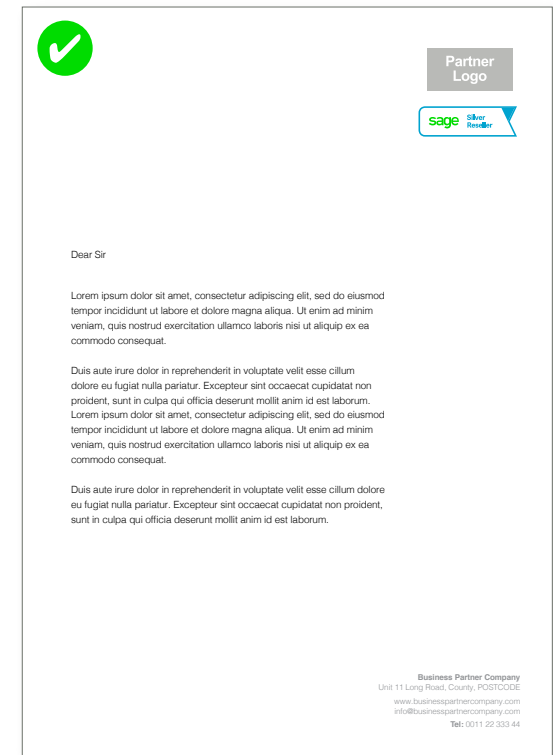 Partner
Logo
sage Silver
Reseller
Dear Sir
Lorem ipsum dolor sit amet, consectetur adipiscing elit, sed do eiusmod
tempor incididunt ut labore et dolore magna aliqua. Ut enim ad minim
veniam, quis nostrud exercitation ullamco laboris nisi ut aliquip ex ea
commodo consequat.
Duis aute irure dolor in reprehenderit in voluptate velit esse cillum
dolore eu fugiat nulla pariatur. Excepteur sint occaecat cupidatat non
proident, sunt in culpa qui officia deserunt mollit anim id est laborum.
Lorem ipsum dolor sit amet, consectetur adipiscing elit, sed do eiusmod
tempor incididunt ut labore et dolore magna aliqua. Ut enim ad minim
veniam, quis nostrud exercitation ullamco laboris nisi ut aliquip ex ea
commodo consequat.
Duis aute irure dolor in reprehenderit in voluptate velit esse cillum dolore
eu fugiat nulla pariatur. Excepteur sint occaecat cupidatat non proident,
sunt in culpa qui officia deserunt mollit anim id est laborum.
Business Partner Company
Unit 11 Long Road, County, POSTCODE
www.businesspartnercompany.com
info@businesspartnercompany.com
Tel: 0011 22 333 44